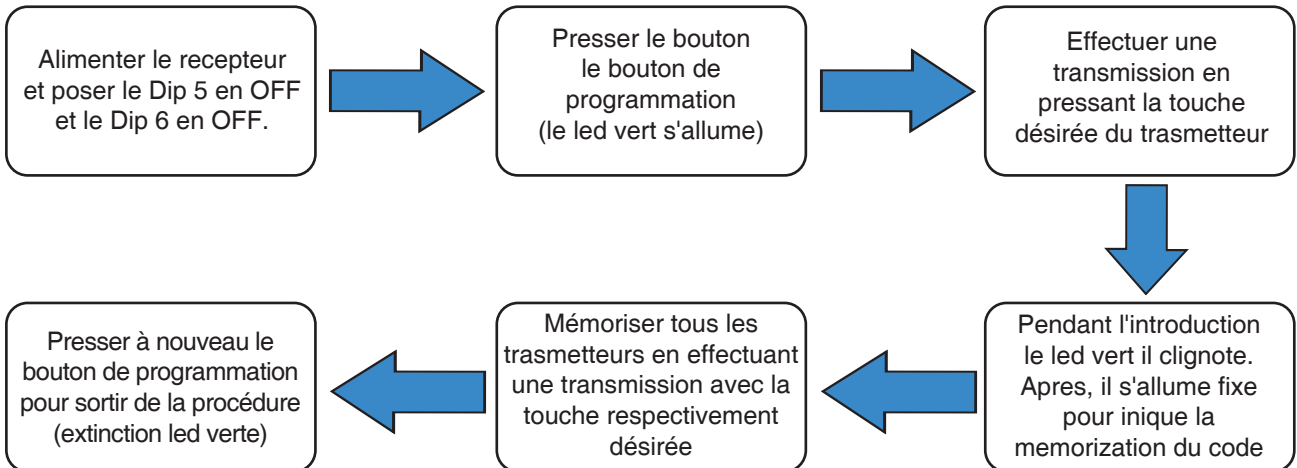 Alimenter le recepteur
et poser le Dip 5 en OFF
et le Dip 6 en OFF.
Presser le bouton
le bouton de
programmation
(le led vert s'allume)
Effectuer une
transmission en
pressant la touche
désirée du trasmetteur
Pendant l'introduction
le led vert il clignote.
Apres, il s'allume fixe
pour inique la
memorization du code
Mémoriser tous les
trasmetteurs en effectuant
une transmission avec la
touche respectivement
désirée
Presser à nouveau le
bouton de programmation
pour sortir de la procédure
(extinction led verte)